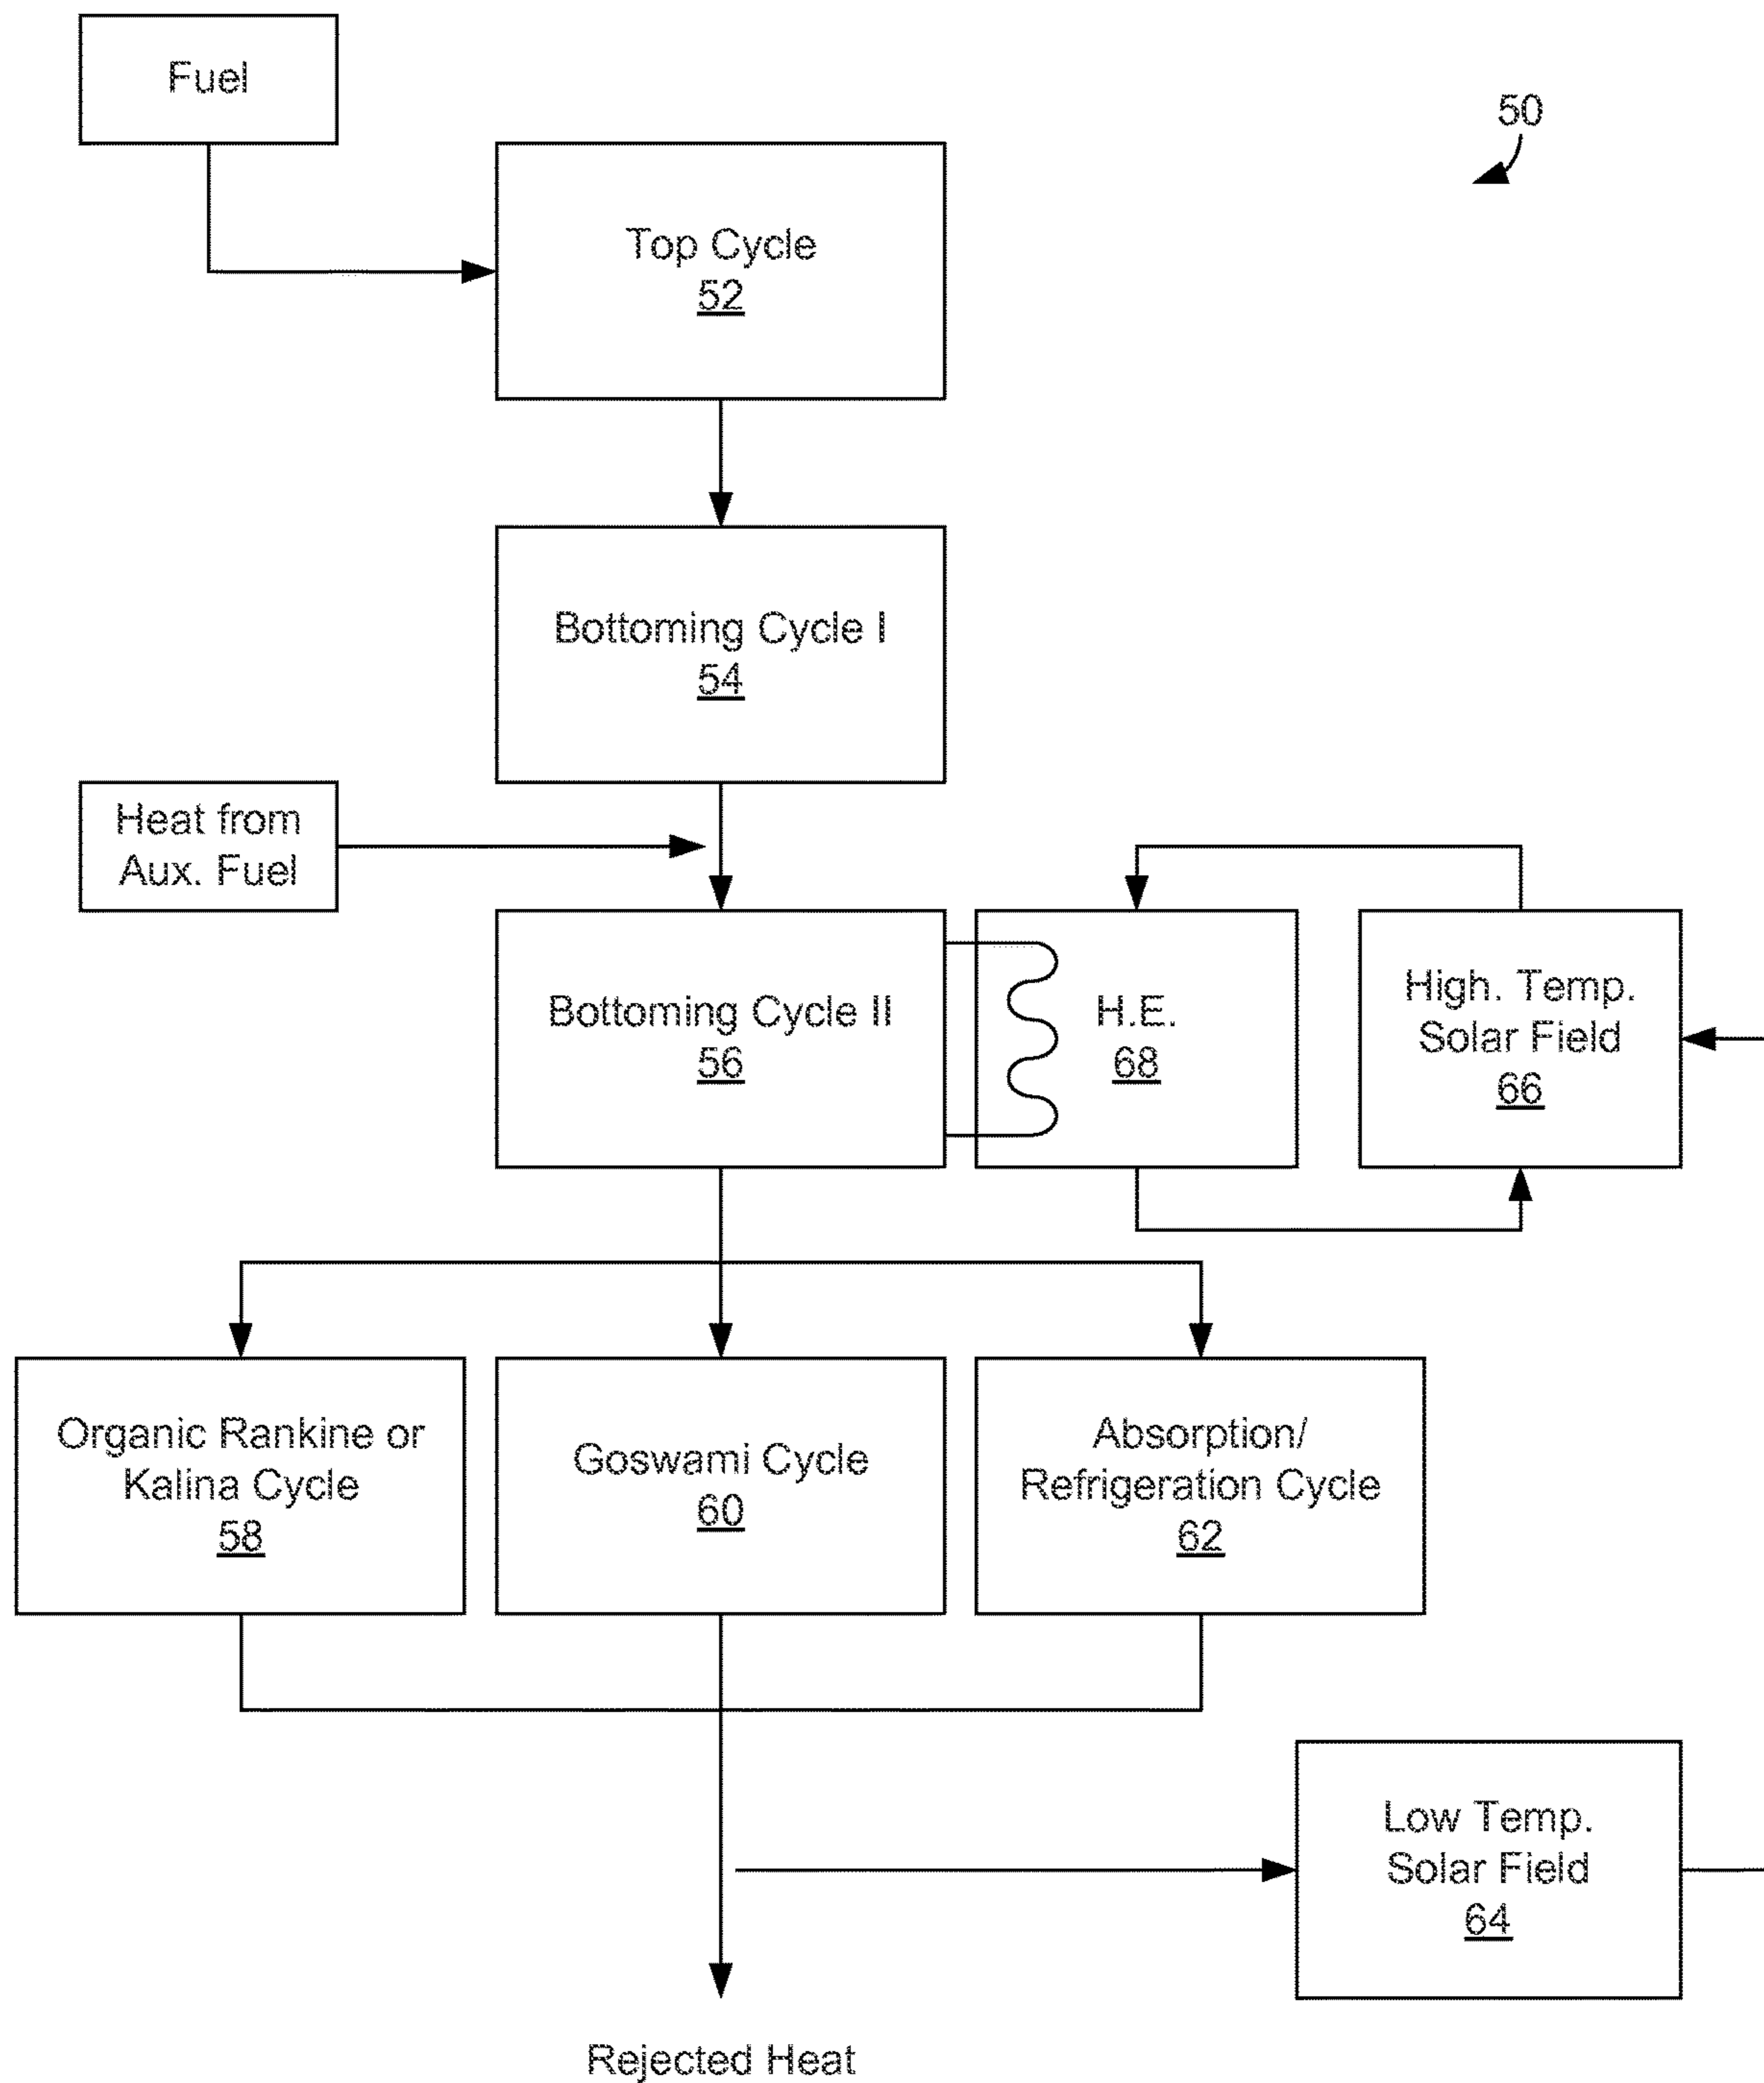 Fuel
50
Top Cycle
52
Bottoming Cycle I
54
Heat from
Aux. Fuel
Bottoming Cycle II
56
H.E.
68
High. Temp.
Solar Field
66
Organic Rankine or
Kalina Cycle
58
Goswami Cycle
60
Absorption/
Refrigeration Cycle
62
Low Temp.
Solar Field
64
Rejected Heat